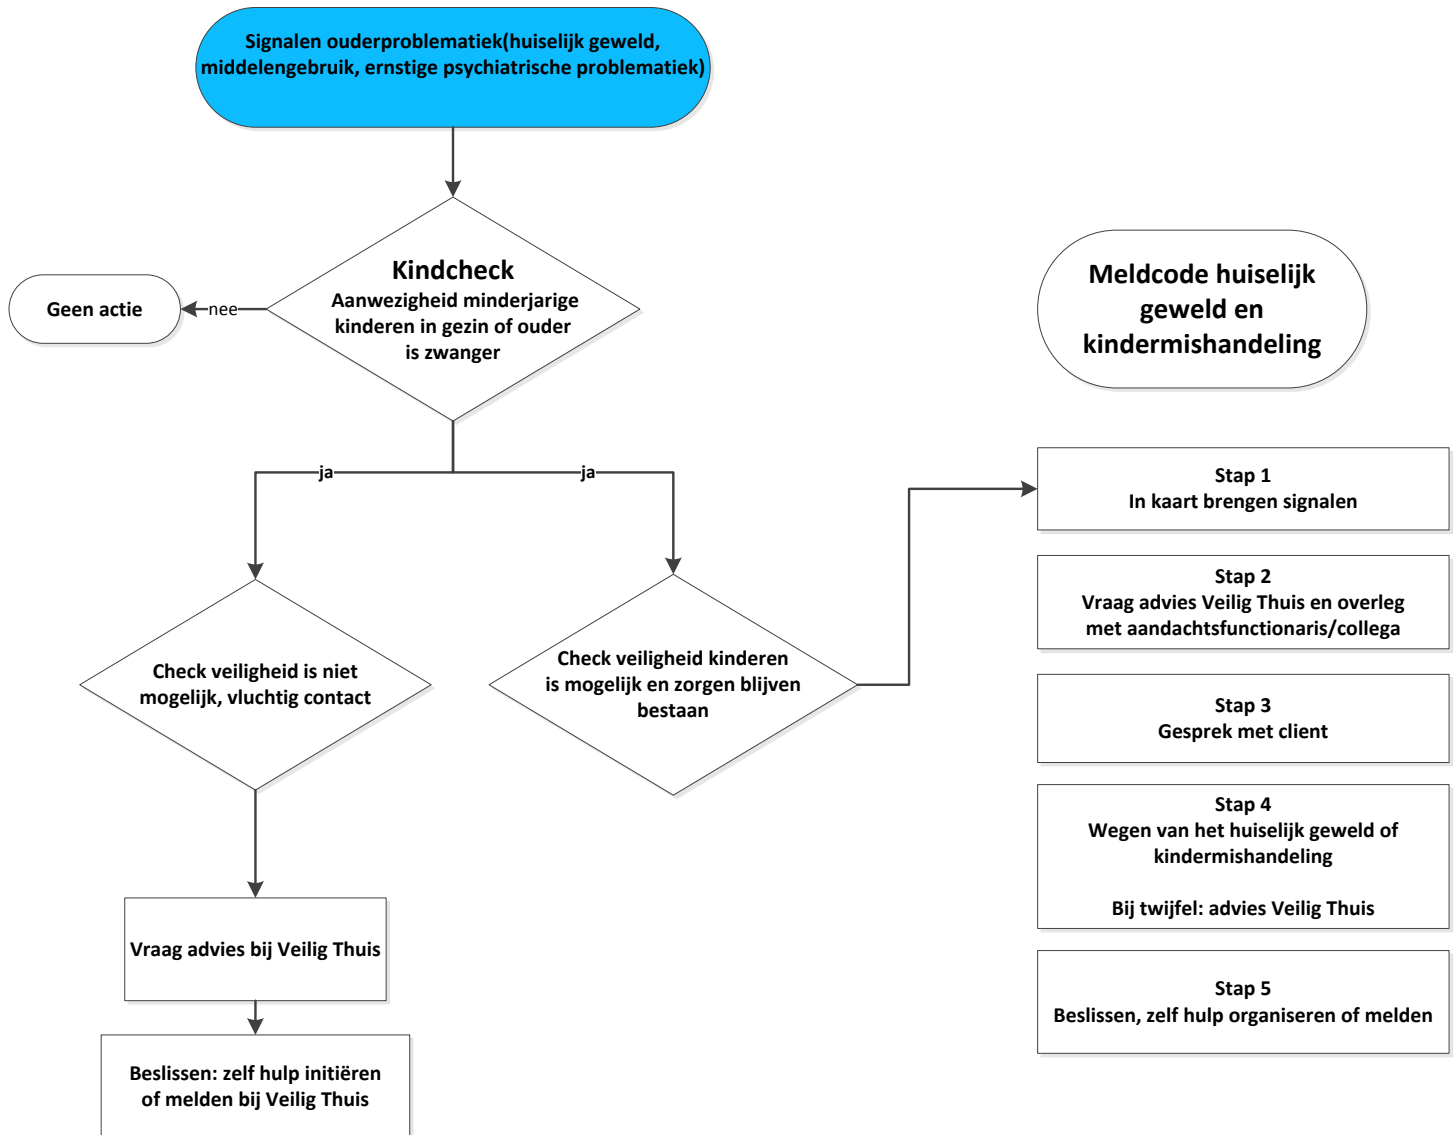 Signalen ouderproblematiek(huiselijk geweld,
middelengebruik, ernstige psychiatrische problematiek)
Kindcheck
Aanwezigheid minderjarige
kinderen in gezin of ouder
is zwanger
nee
Geen actie
ja
ja
Check veiligheid is niet
mogelijk, vluchtig contact
Check veiligheid kinderen
is mogelijk en zorgen blijven
bestaan
Vraag advies bij Veilig Thuis
Beslissen: zelf hulp initiëren
of melden bij Veilig Thuis
Meldcode huiselijk
geweld en
kindermishandeling
Stap 1
In kaart brengen signalen
Stap 2
Vraag advies Veilig Thuis en overleg
met aandachtsfunctionaris/collega
Stap 3
Gesprek met client
Stap 4
Wegen van het huiselijk geweld of
kindermishandeling
Bij twijfel: advies Veilig Thuis
Stap 5
Beslissen, zelf hulp organiseren of melden